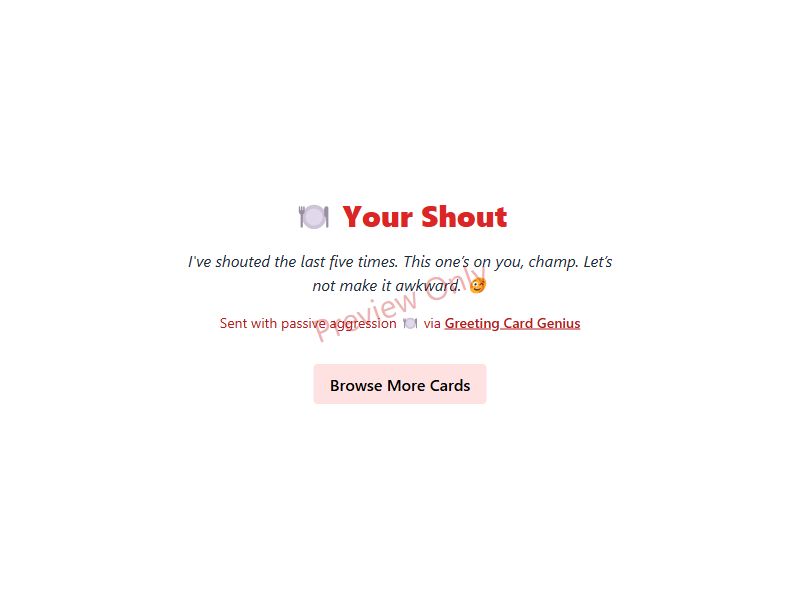 🍽️ Your Shout
I've shouted the last five times. This one’s on you, champ. Let’s
not make it awkward. 🥵
Sent with passive aggression 🍽️ via Greeting Card Genius
Preview Only
Browse More Cards